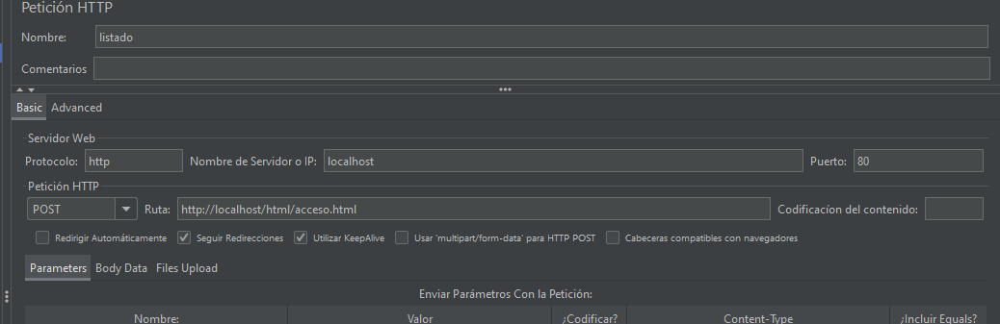 Petición HTTP
Nombre: listado
Comentarios
Basic Advanced
Servidor Web
Protocolo: http Nombre de Servidor o IP: localhost Puerto: 80
Petición HTTP
POST Ruta: http://localhost/html/acceso.html Codificacíon del contenido:
Redirigir Automáticamente Seguir Redirecciones Utilizar KeepAlive Usar 'multipart/form-data' para HTTP POST Cabeceras compatibles con navegadores
Parameters Body Data Files Upload
Enviar Parámetros Con la Petición:
Nombre: Valor ¿Codificar? Content-Type ¿Incluir Equals?